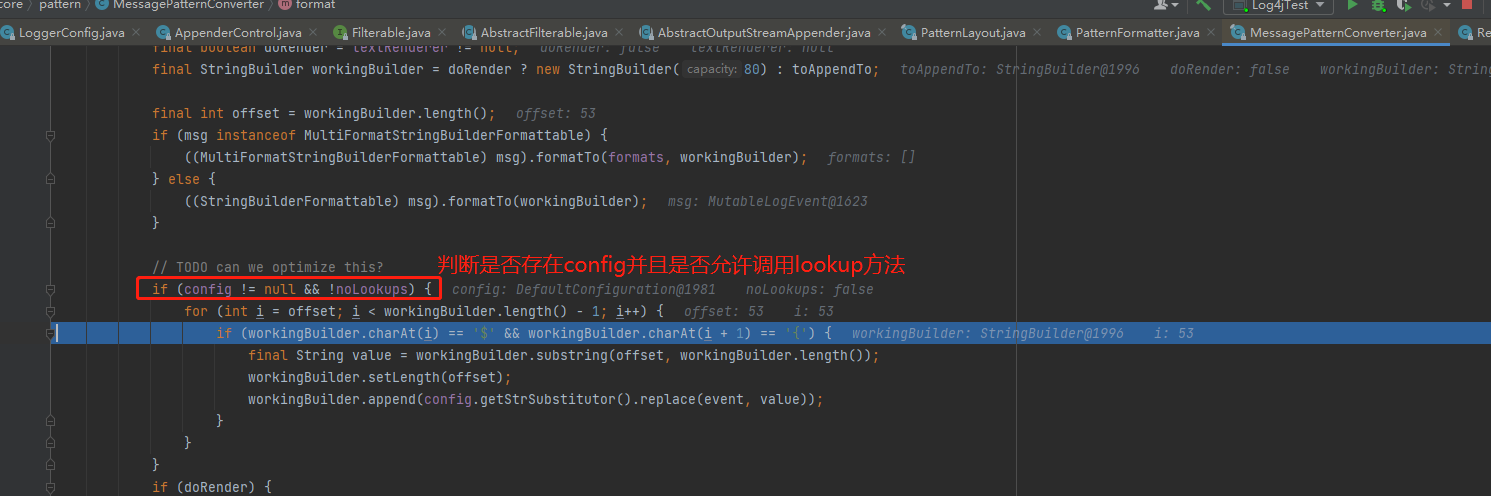 core › pattern › MessagePatternConverter › format Log4jTest
LoggerConfig.java AppenderControl.java Filterable.java AbstractFilterable.java AbstractOutputStreamAppender.java PatternLayout.java PatternFormatter.java MessagePatternConverter.java Re
final boolean doRender = textRenderer != null; doRender: false textRenderer: null
final StringBuilder workingBuilder = doRender ? new StringBuilder( capacity: 80) : toAppendTo; toAppendTo: StringBuilder@1996 doRender: false workingBuilder: Strin
final int offset = workingBuilder.length(); offset: 53
if (msg instanceof MultiFormatStringBuilderFormattable) {
((MultiFormatStringBuilderFormattable) msg).formatTo(formats, workingBuilder); formats: []
} else {
((StringBuilderFormattable) msg).formatTo(workingBuilder); msg: MutableLogEvent@1623
}
// TODO can we optimize this?
判断是否存在config并且是否允许调用lookup方法
if (config != null && !noLookups) { config: DefaultConfiguration@1981 noLookups: false
for (int i = offset; i < workingBuilder.length() - 1; i++) { offset: 53 i: 53
if (workingBuilder.charAt(i) == '$' && workingBuilder.charAt(i + 1) == '{') { workingBuilder: StringBuilder@1996 i: 53
final String value = workingBuilder.substring(offset, workingBuilder.length());
workingBuilder.setLength(offset);
workingBuilder.append(config.getStrSubstitutor().replace(event, value));
}
}
}
if (doRender) {